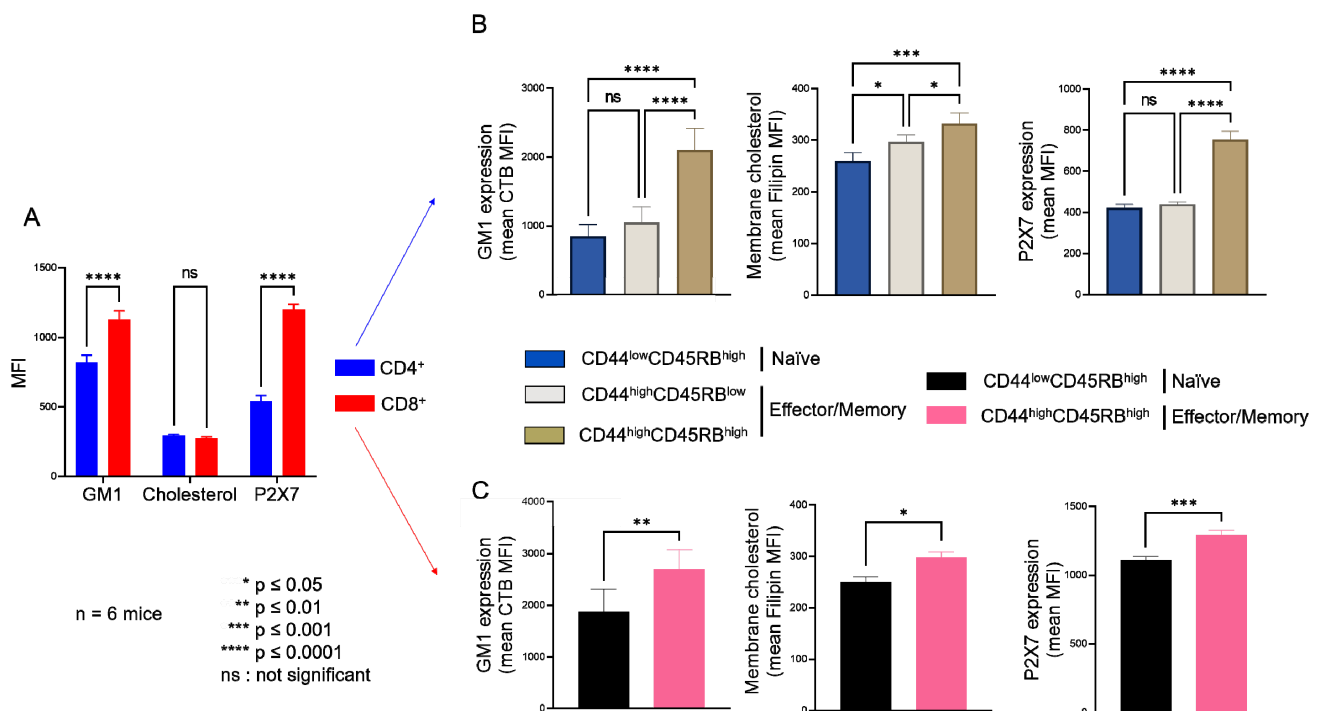 A
MFI
1500
1000
500
0
****
ns
****
GM1
Cholesterol
P2X7
CD4⁺
CD8⁺
n = 6 mice
* p ≤ 0.05
** p ≤ 0.01
*** p ≤ 0.001
**** p ≤ 0.0001
ns : not significant
B
GM1 expression
(mean CTB MFI)
3000
2000
1000
0
****
ns
****
Membrane cholesterol
(mean Filipin MFI)
400
300
200
100
0
***
*
*
P2X7 expression
(mean MFI)
1000
800
600
400
200
0
****
ns
****
CD44ˡᵒʷCD45RBʰⁱᵍʰ
Naïve
CD44ʰⁱᵍʰCD45RBˡᵒʷ
CD44ʰⁱᵍʰCD45RBʰⁱᵍʰ
Effector/Memory
CD44ˡᵒʷCD45RBʰⁱᵍʰ
Naïve
CD44ʰⁱᵍʰCD45RBʰⁱᵍʰ
Effector/Memory
C
GM1 expression
(mean CTB MFI)
4000
3000
2000
1000
0
**
Membrane cholesterol
(mean Filipin MFI)
400
300
200
100
0
*
P2X7 expression
(mean MFI)
1500
1000
500
0
***